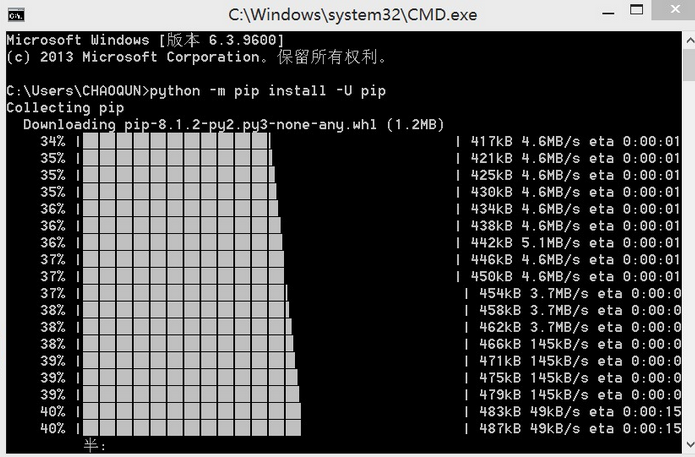 C:\Windows\system32\CMD.exe
Microsoft Windows [版本 6.3.9600]
(c) 2013 Microsoft Corporation。保留所有权利。
C:\Users\CHAOQUN>python -m pip install -U pip
Collecting pip
Downloading pip-8.1.2-py2.py3-none-any.whl (1.2MB)
34% | | 417kB 4.6MB/s eta 0:00:01
35% | | 421kB 4.6MB/s eta 0:00:01
35% | | 425kB 4.6MB/s eta 0:00:01
35% | | 430kB 4.6MB/s eta 0:00:01
36% | | 434kB 4.6MB/s eta 0:00:01
36% | | 438kB 4.6MB/s eta 0:00:01
36% | | 442kB 5.1MB/s eta 0:00:01
37% | | 446kB 4.6MB/s eta 0:00:01
37% | | 450kB 4.6MB/s eta 0:00:01
37% | | 454kB 3.7MB/s eta 0:00:0
38% | | 458kB 3.7MB/s eta 0:00:0
38% | | 462kB 3.7MB/s eta 0:00:0
38% | | 466kB 145kB/s eta 0:00:0
39% | | 471kB 145kB/s eta 0:00:0
39% | | 475kB 145kB/s eta 0:00:0
39% | | 479kB 145kB/s eta 0:00:0
40% | | 483kB 49kB/s eta 0:00:15
40% | | 487kB 49kB/s eta 0:00:15
半: